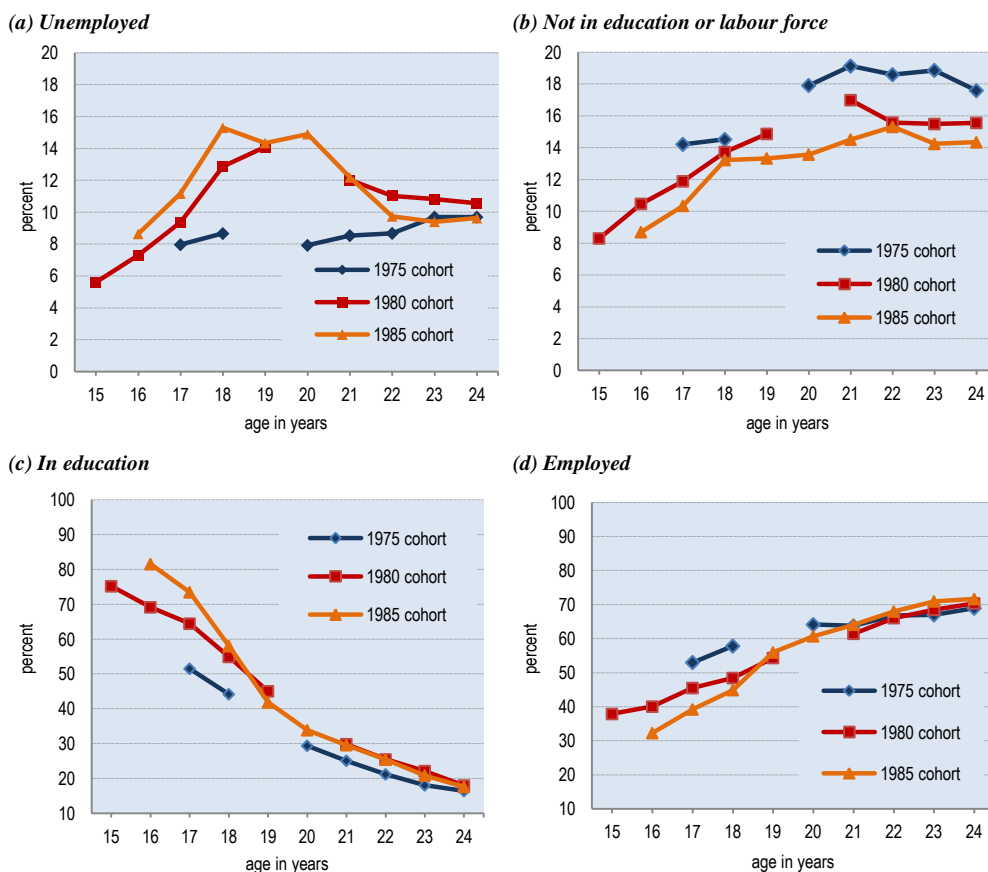 (a) Unemployed
20
18
16
14
12
10
8
6
4
2
0
percent
1975 cohort
1980 cohort
1985 cohort
15 16 17 18 19 20 21 22 23 24
age in years
(b) Not in education or labour force
20
18
16
14
12
10
8
6
4
2
0
percent
1975 cohort
1980 cohort
1985 cohort
15 16 17 18 19 20 21 22 23 24
age in years
(c) In education
100
90
80
70
60
50
40
30
20
10
percent
1975 cohort
1980 cohort
1985 cohort
15 16 17 18 19 20 21 22 23 24
age in years
(d) Employed
100
90
80
70
60
50
40
30
20
10
percent
1975 cohort
1980 cohort
1985 cohort
15 16 17 18 19 20 21 22 23 24
age in years